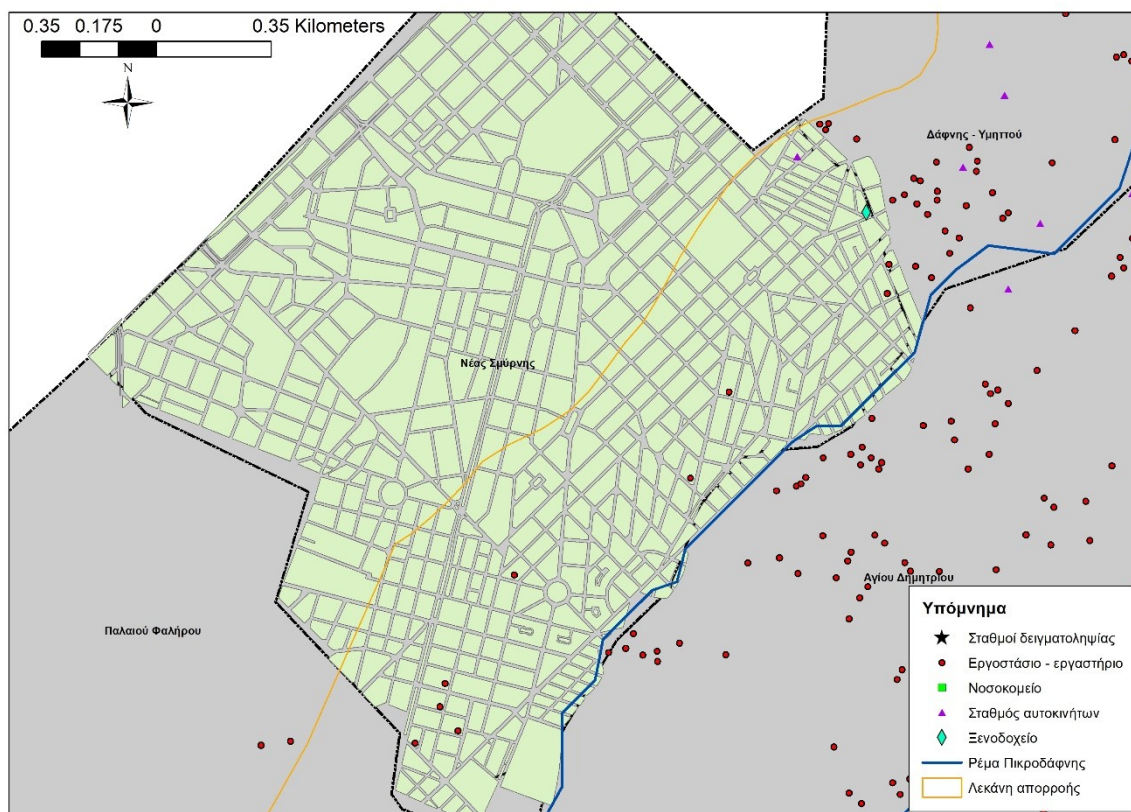 0.35 0.175 0 0.35 Kilometers
N
Δάφνης - Υμηττού
Νέας Σμύρνης
Αγίου Δημητρίου
Παλαιού Φαλήρου
Υπόμνημα
Σταθμοί δειγματοληψίας
Εργοστάσιο - εργαστήριο
Νοσοκομείο
Σταθμός αυτοκινήτων
Ξενοδοχείο
Ρέμα Πικροδάφνης
Λεκάνη απορροής